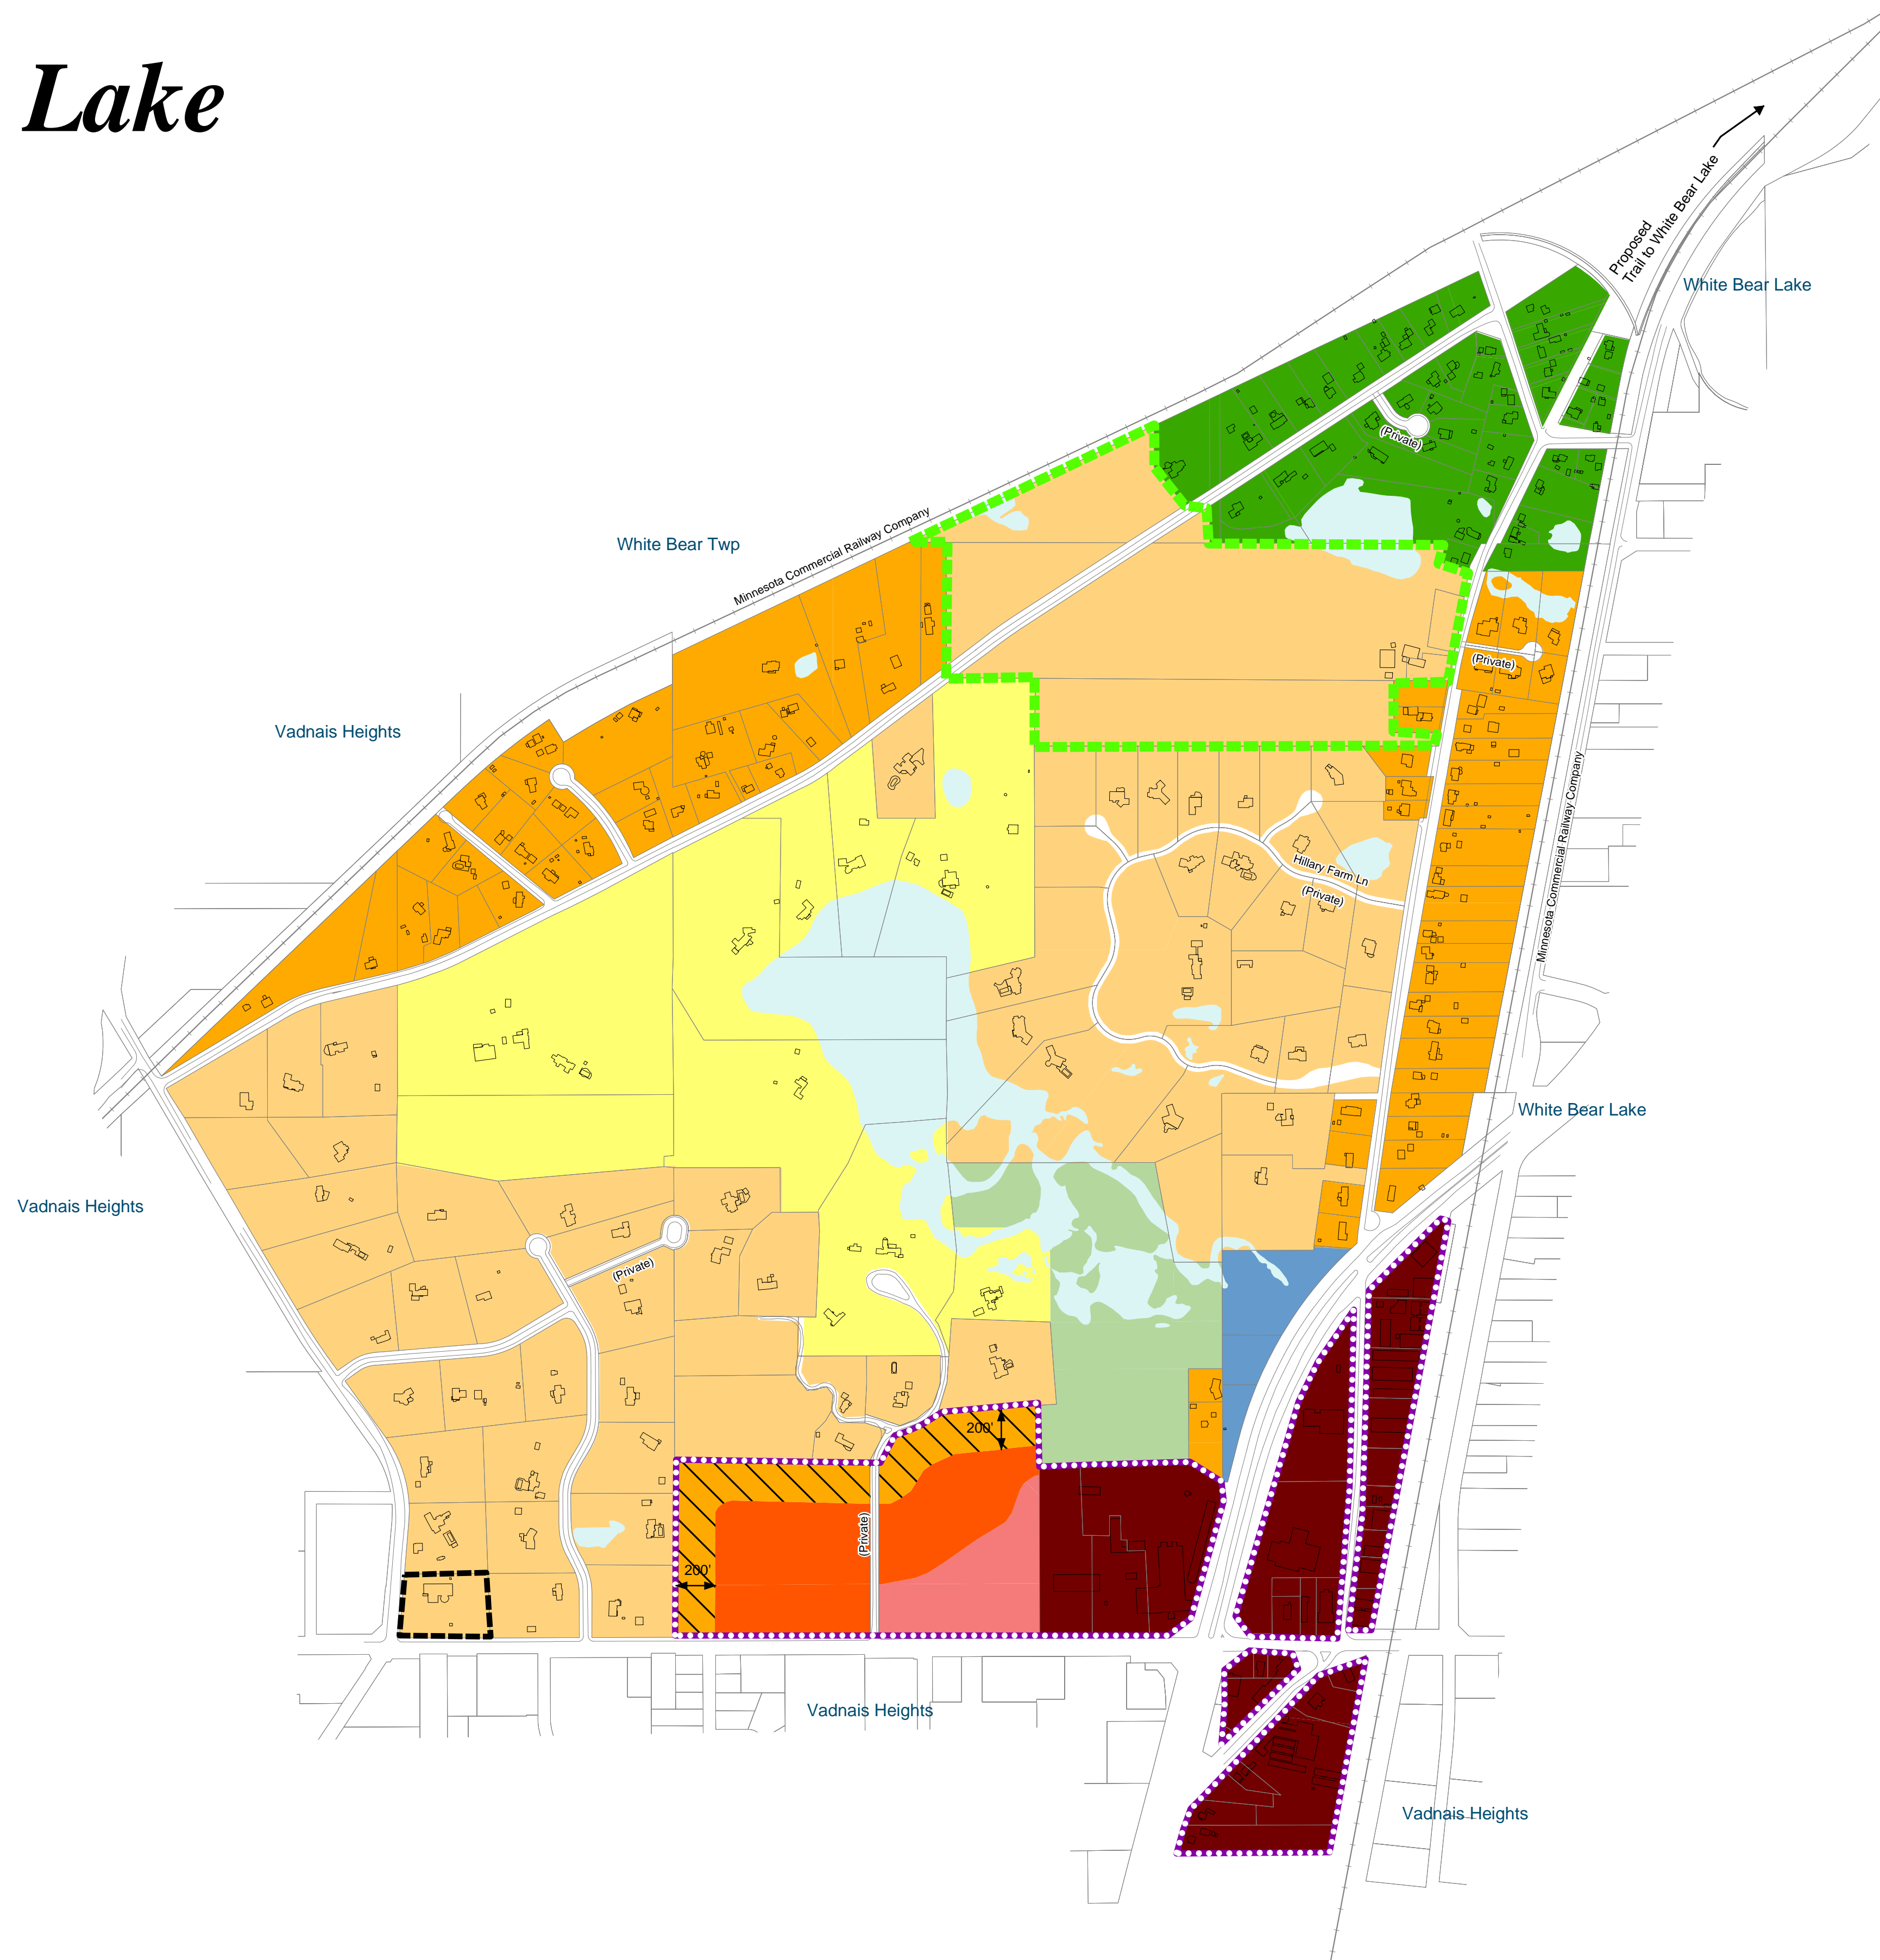 Lake
Proposed
Trail to White Bear Lake
White Bear Lake
(Private)
White Bear Twp
Minnesota Commercial Railway Company
(Private)
Vadnais Heights
Minnesota Commercial Railway Company
Hillary Farm Ln
(Private)
White Bear Lake
Vadnais Heights
(Private)
200'
(Private)
200'
Vadnais Heights
Vadnais Heights